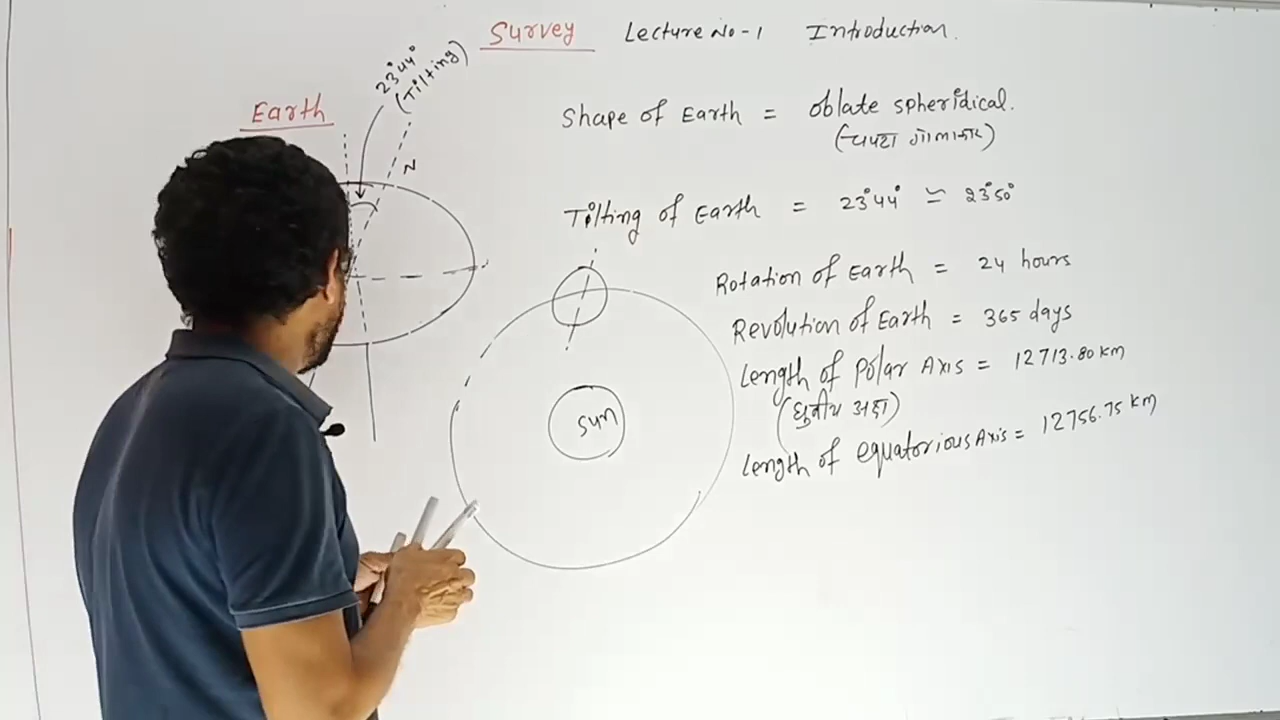 Survey Lecture No-1 Introduction.
23°44°
(Tilting)
Earth
N
Shape of Earth = oblate spheridical.
(चपटा गोलाकार)
Tilting of Earth = 23°44° ≃ 23°50°
Rotation of Earth = 24 hours
Revolution of Earth = 365 days
Length of Polar Axis = 12713.80 km
(ध्रुवीय अक्ष)
Length of equatorious Axis = 12756.75 km
Sun